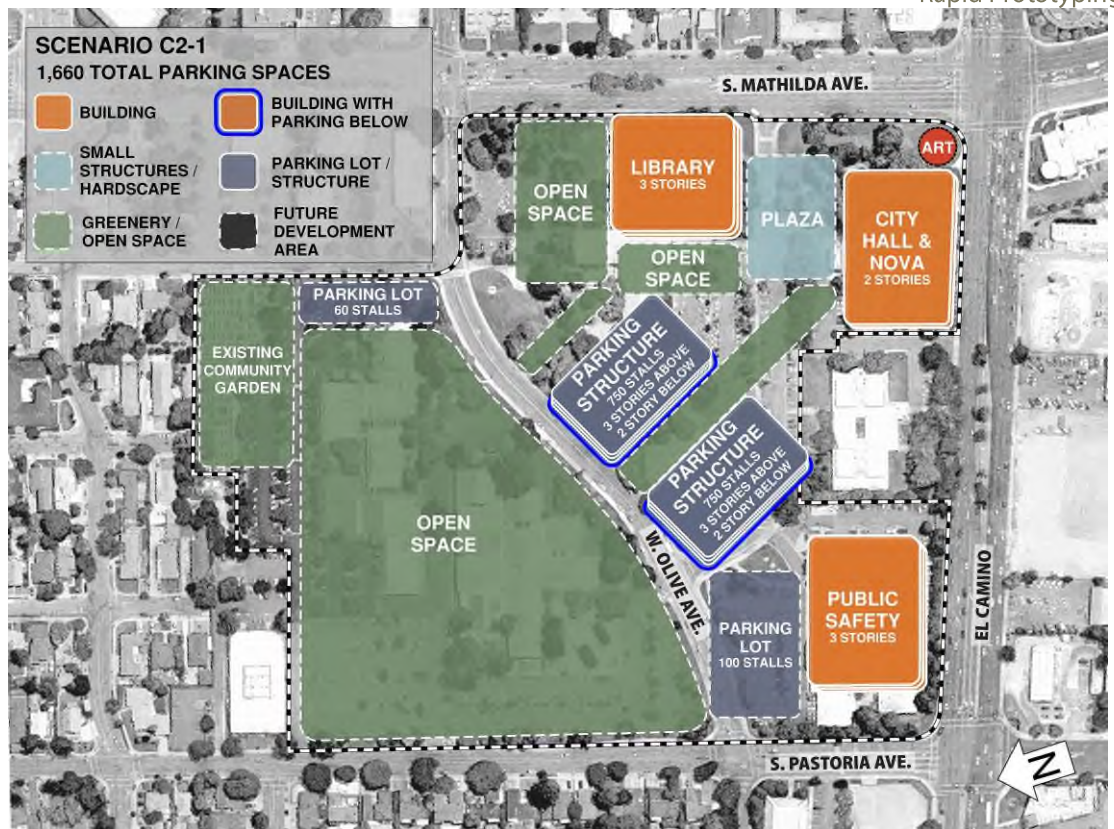 Rapid Prototyping
SCENARIO C2-1
1,660 TOTAL PARKING SPACES
BUILDING
BUILDING WITH
PARKING BELOW
SMALL
STRUCTURES /
HARDSCAPE
PARKING LOT /
STRUCTURE
GREENERY /
OPEN SPACE
FUTURE
DEVELOPMENT
AREA
S. MATHILDA AVE.
ART
OPEN
SPACE
LIBRARY
3 STORIES
PLAZA
CITY
HALL &
NOVA
2 STORIES
OPEN
SPACE
PARKING LOT
60 STALLS
EXISTING
COMMUNITY
GARDEN
PARKING
STRUCTURE
750 STALLS
3 STORIES ABOVE
2 STORY BELOW
PARKING
STRUCTURE
750 STALLS
3 STORIES ABOVE
2 STORY BELOW
OPEN
SPACE
W. OLIVE AVE.
PARKING
LOT
100 STALLS
PUBLIC
SAFETY
3 STORIES
EL CAMINO
S. PASTORIA AVE.
N